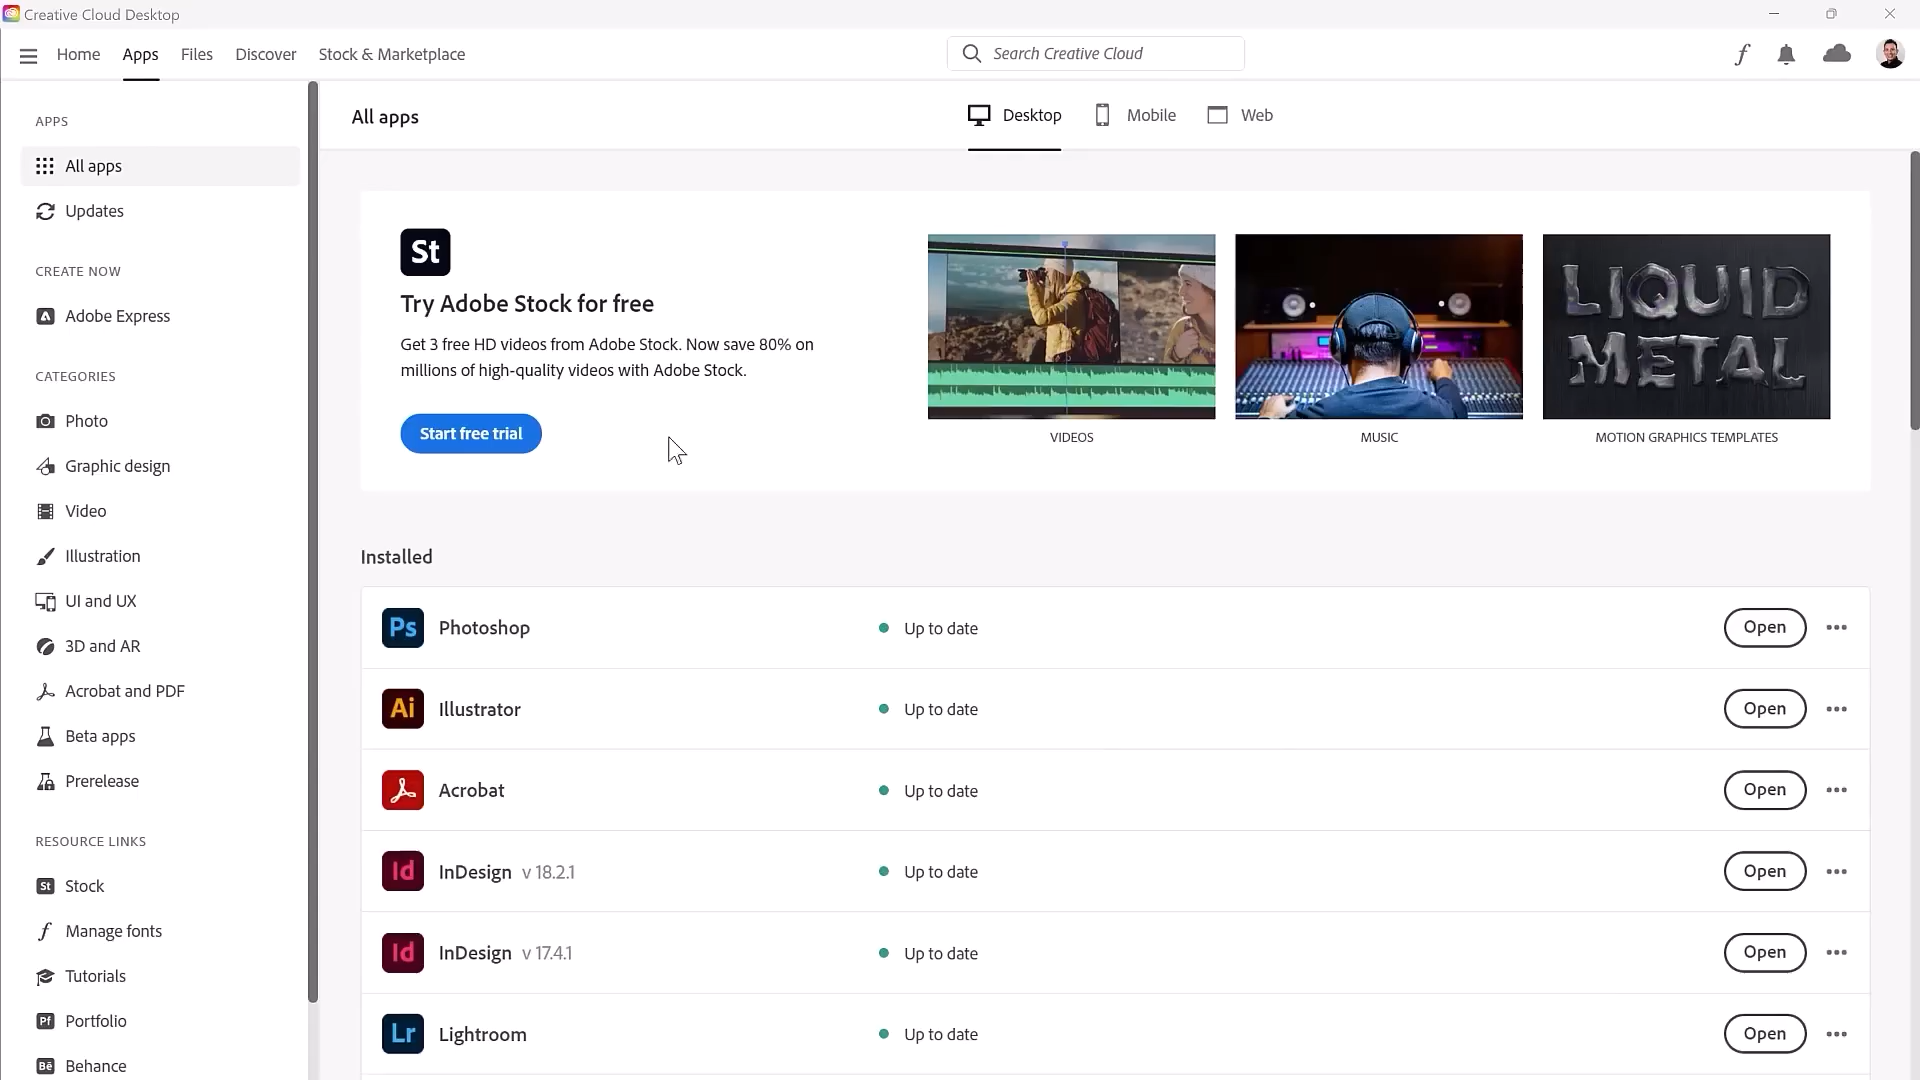 Creative Cloud Desktop
Home Apps Files Discover Stock & Marketplace
Search Creative Cloud
APPS
All apps
Updates
CREATE NOW
Adobe Express
CATEGORIES
Photo
Graphic design
Video
Illustration
UI and UX
3D and AR
Acrobat and PDF
Beta apps
Prerelease
RESOURCE LINKS
St Stock
Manage fonts
Tutorials
Pf Portfolio
Bē Behance
All apps
Desktop Mobile Web
St
Try Adobe Stock for free
Get 3 free HD videos from Adobe Stock. Now save 80% on
millions of high-quality videos with Adobe Stock.
Start free trial
LIQUID
METAL
VIDEOS MUSIC MOTION GRAPHICS TEMPLATES
Installed
Ps Photoshop Up to date Open
Ai Illustrator Up to date Open
Acrobat Up to date Open
Id InDesign v 18.2.1 Up to date Open
Id InDesign v 17.4.1 Up to date Open
Lr Lightroom Up to date Open